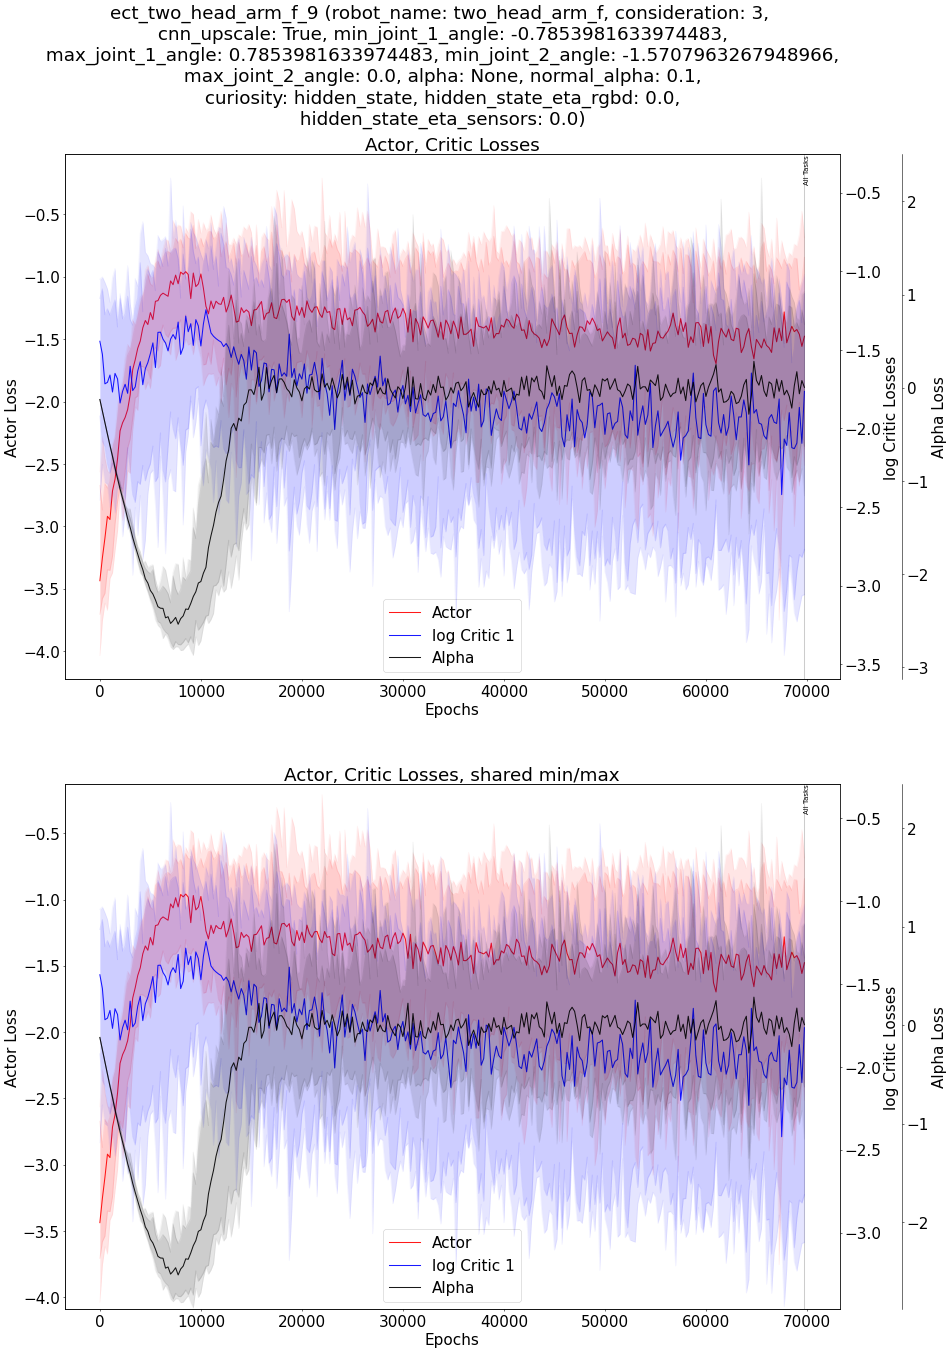 ect_two_head_arm_f_9 (robot_name: two_head_arm_f, consideration: 3,
cnn_upscale: True, min_joint_1_angle: -0.7853981633974483,
max_joint_1_angle: 0.7853981633974483, min_joint_2_angle: -1.5707963267948966,
max_joint_2_angle: 0.0, alpha: None, normal_alpha: 0.1,
curiosity: hidden_state, hidden_state_eta_rgbd: 0.0,
hidden_state_eta_sensors: 0.0)
Actor, Critic Losses
All Tasks
Actor Loss
−0.5
−1.0
−1.5
−2.0
−2.5
−3.0
−3.5
−4.0
0
10000
20000
30000
40000
50000
60000
70000
Epochs
−0.5
−1.0
−1.5
−2.0
−2.5
−3.0
−3.5
log Critic Losses
2
1
0
−1
−2
−3
Alpha Loss
Actor
log Critic 1
Alpha
Actor, Critic Losses, shared min/max
All Tasks
Actor Loss
−0.5
−1.0
−1.5
−2.0
−2.5
−3.0
−3.5
−4.0
0
10000
20000
30000
40000
50000
60000
70000
Epochs
−0.5
−1.0
−1.5
−2.0
−2.5
−3.0
log Critic Losses
2
1
0
−1
−2
Alpha Loss
Actor
log Critic 1
Alpha